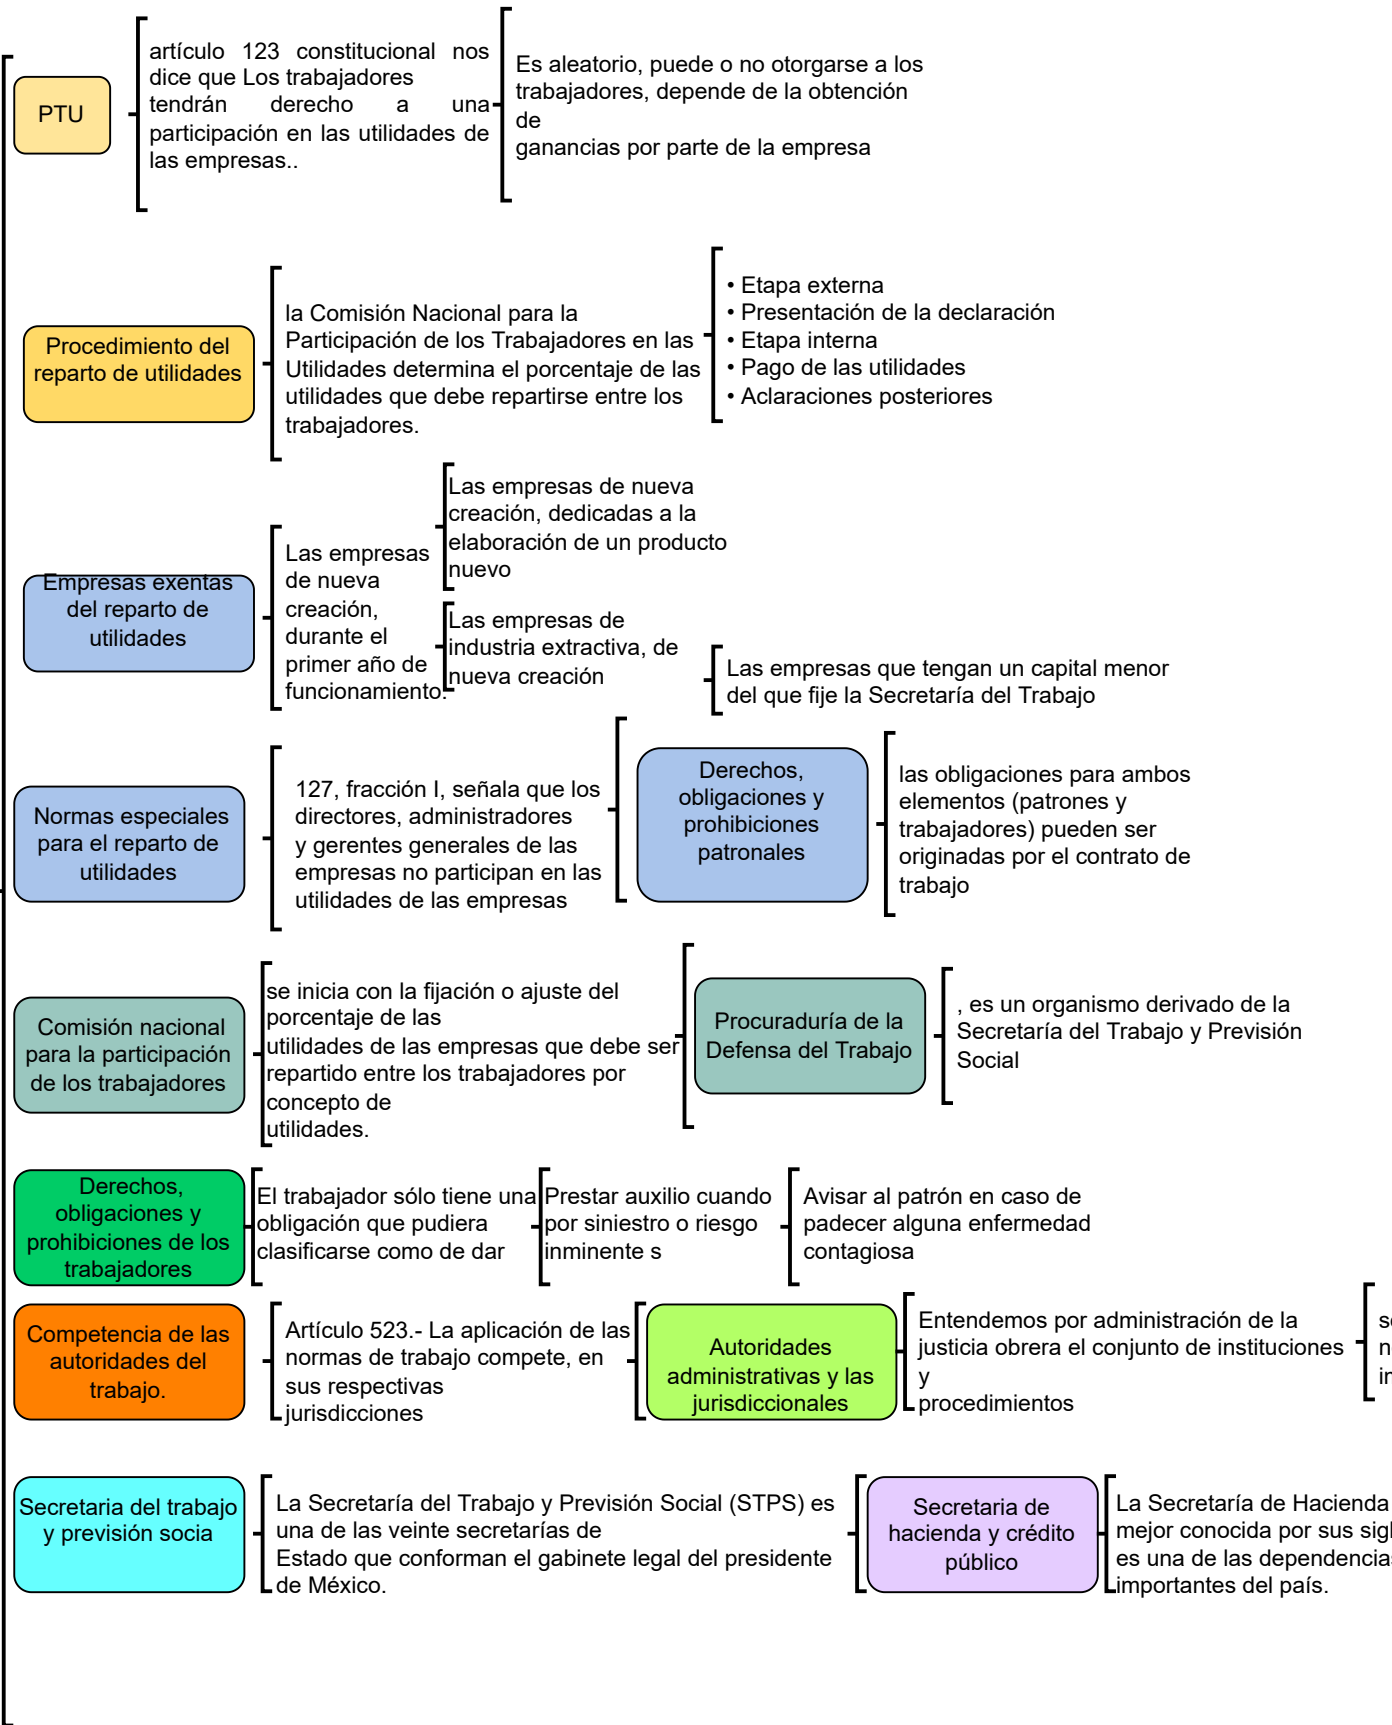 PTU
artículo 123 constitucional nos
dice que Los trabajadores
tendrán derecho a una
participación en las utilidades de
las empresas..
Es aleatorio, puede o no otorgarse a los
trabajadores, depende de la obtención
de
ganancias por parte de la empresa
Procedimiento del
reparto de utilidades
la Comisión Nacional para la
Participación de los Trabajadores en las
Utilidades determina el porcentaje de las
utilidades que debe repartirse entre los
trabajadores.
• Etapa externa
• Presentación de la declaración
• Etapa interna
• Pago de las utilidades
• Aclaraciones posteriores
Empresas exentas
del reparto de
utilidades
Las empresas
de nueva
creación,
durante el
primer año de
funcionamiento.
Las empresas de nueva
creación, dedicadas a la
elaboración de un producto
nuevo
Las empresas de
industria extractiva, de
nueva creación
Las empresas que tengan un capital menor
del que fije la Secretaría del Trabajo
Normas especiales
para el reparto de
utilidades
127, fracción I, señala que los
directores, administradores
y gerentes generales de las
empresas no participan en las
utilidades de las empresas
Derechos,
obligaciones y
prohibiciones
patronales
las obligaciones para ambos
elementos (patrones y
trabajadores) pueden ser
originadas por el contrato de
trabajo
Comisión nacional
para la participación
de los trabajadores
se inicia con la fijación o ajuste del
porcentaje de las
utilidades de las empresas que debe ser
repartido entre los trabajadores por
concepto de
utilidades.
Procuraduría de la
Defensa del Trabajo
, es un organismo derivado de la
Secretaría del Trabajo y Previsión
Social
Derechos,
obligaciones y
prohibiciones de los
trabajadores
El trabajador sólo tiene una
obligación que pudiera
clasificarse como de dar
Prestar auxilio cuando
por siniestro o riesgo
inminente s
Avisar al patrón en caso de
padecer alguna enfermedad
contagiosa
Competencia de las
autoridades del
trabajo.
Artículo 523.- La aplicación de las
normas de trabajo compete, en
sus respectivas
jurisdicciones
Autoridades
administrativas y las
jurisdiccionales
Entendemos por administración de la
justicia obrera el conjunto de instituciones
y
procedimientos
Secretaria del trabajo
y previsión socia
La Secretaría del Trabajo y Previsión Social (STPS) es
una de las veinte secretarías de
Estado que conforman el gabinete legal del presidente
de México.
Secretaria de
hacienda y crédito
público
La Secretaría de Hacienda
mejor conocida por sus
es una de las
importantes del país.